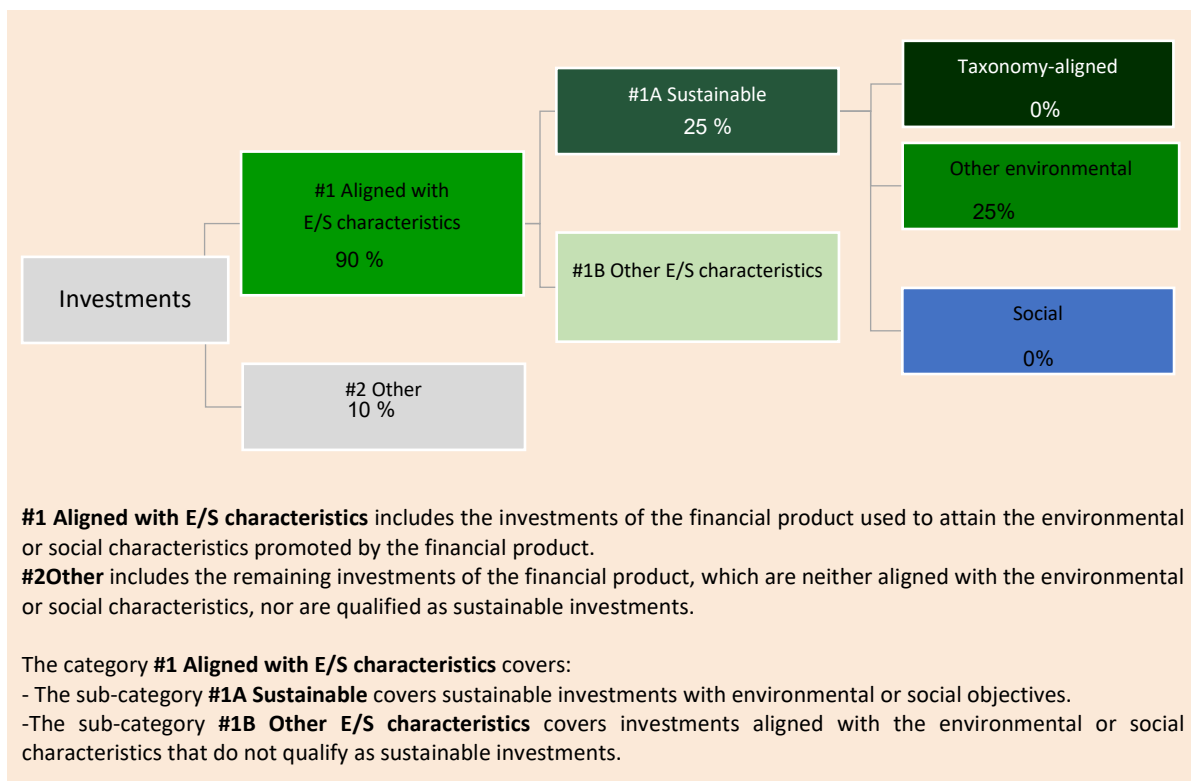 Investments
#1 Aligned with
E/S characteristics
90 %
#2 Other
10 %
#1A Sustainable
25 %
#1B Other E/S characteristics
Taxonomy-aligned
0%
Other environmental
25%
Social
0%
#1 Aligned with E/S characteristics includes the investments of the financial product used to attain the environmental
or social characteristics promoted by the financial product.
#2Other includes the remaining investments of the financial product, which are neither aligned with the environmental
or social characteristics, nor are qualified as sustainable investments.
The category #1 Aligned with E/S characteristics covers:
- The sub-category #1A Sustainable covers sustainable investments with environmental or social objectives.
-The sub-category #1B Other E/S characteristics covers investments aligned with the environmental or social
characteristics that do not qualify as sustainable investments.